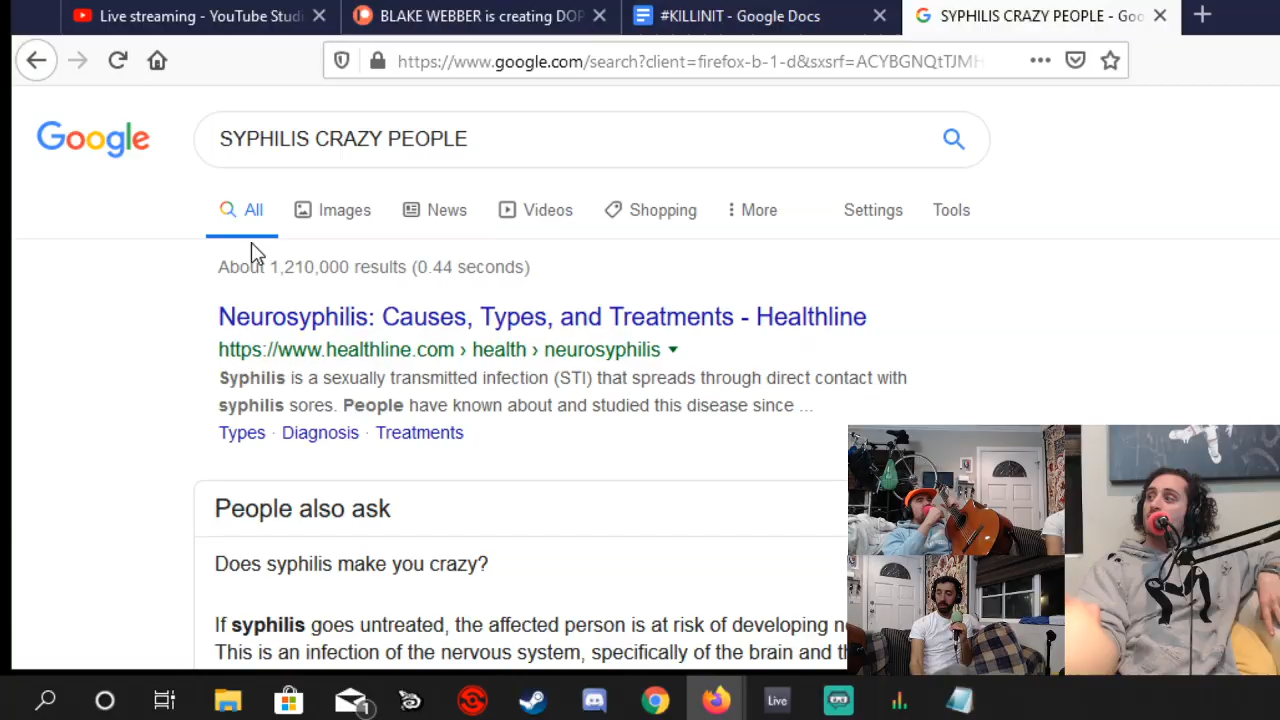 Live streaming - YouTube Studi
BLAKE WEBBER is creating DOP
#KILLINIT - Google Docs
SYPHILIS CRAZY PEOPLE - Goo
https://www.google.com/search?client=firefox-b-1-d&sxsrf=ACYBGNQtTJMH
Google
SYPHILIS CRAZY PEOPLE
All
Images
News
Videos
Shopping
More
Settings
Tools
About 1,210,000 results (0.44 seconds)
Neurosyphilis: Causes, Types, and Treatments - Healthline
https://www.healthline.com › health › neurosyphilis
Syphilis is a sexually transmitted infection (STI) that spreads through direct contact with
syphilis sores. People have known about and studied this disease since ...
Types · Diagnosis · Treatments
People also ask
Does syphilis make you crazy?
If syphilis goes untreated, the affected person is at risk of developing n
This is an infection of the nervous system, specifically of the brain and th
1
Live